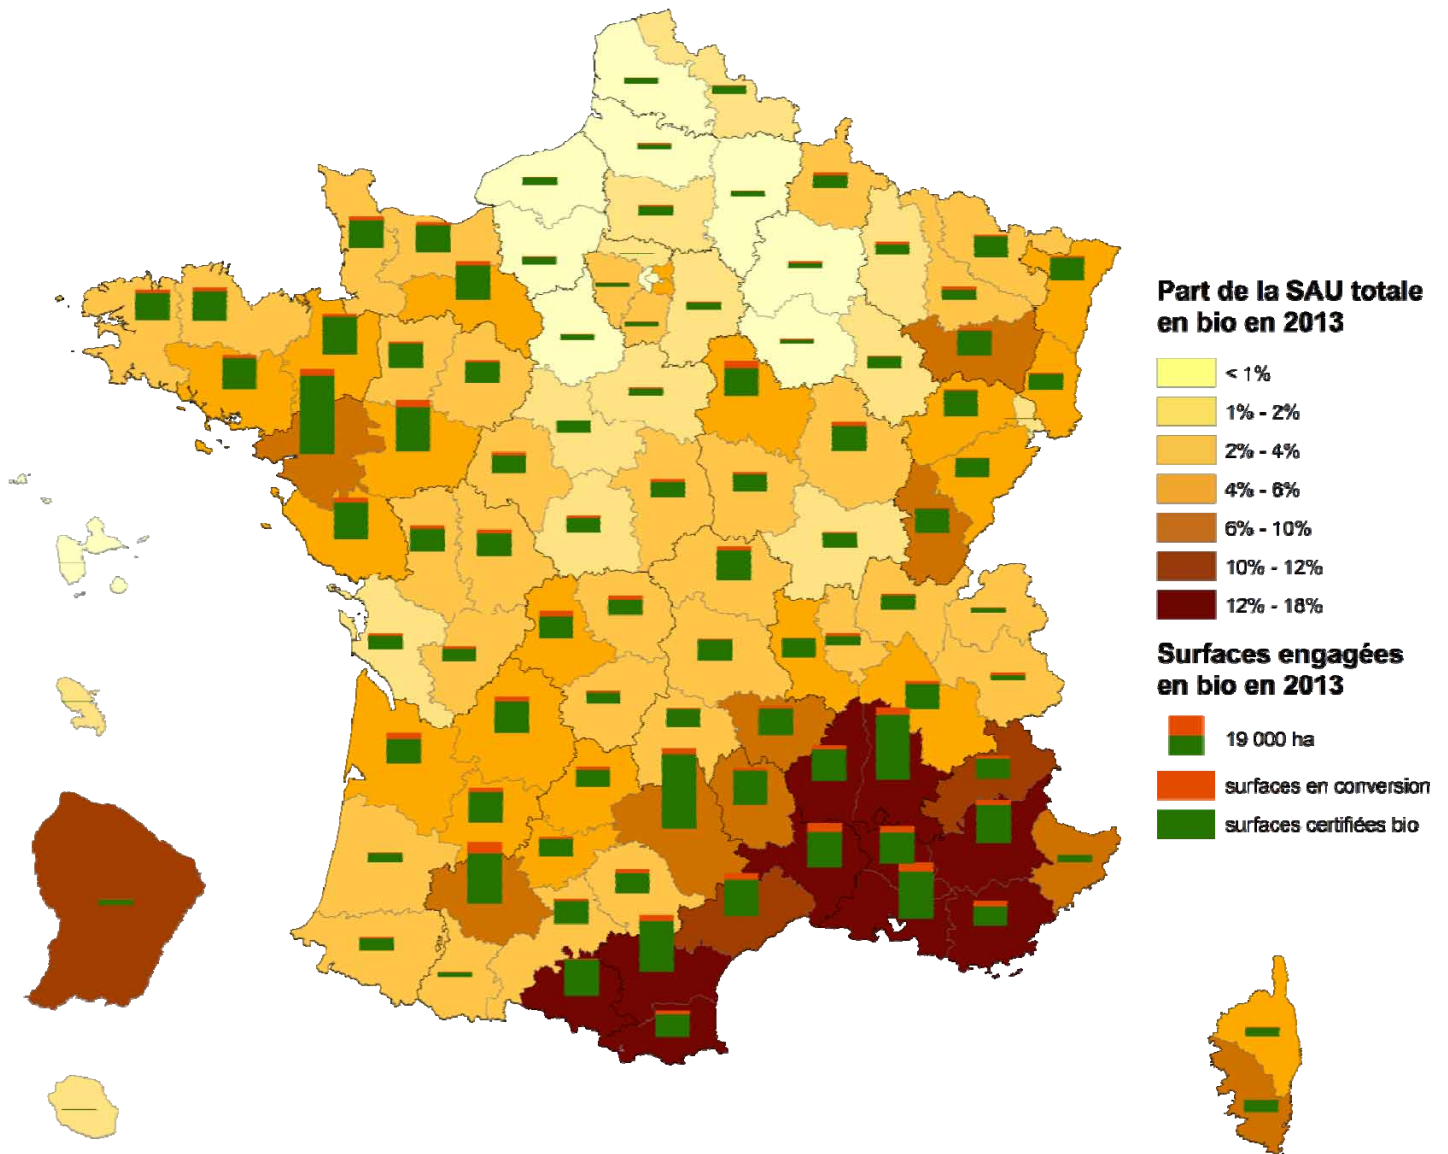 Part de la SAU totale
en bio en 2013
< 1%
1% - 2%
2% - 4%
4% - 6%
6% - 10%
10% - 12%
12% - 18%
Surfaces engagées
en bio en 2013
19 000 ha
surfaces en conversion
surfaces certifiées bio